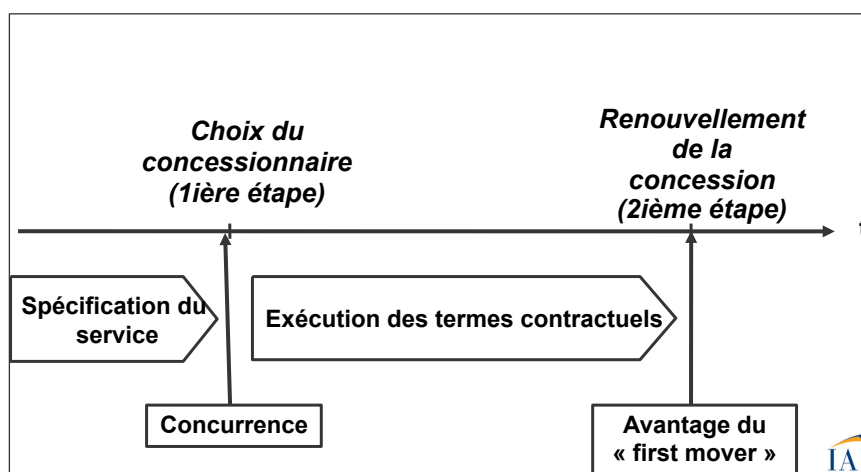 Choix du
concessionnaire
(1ière étape)
Renouvellement
de la
concession
(2ième étape)
Spécification du
service
Exécution des termes contractuels
Concurrence
Avantage du
« first mover »
IA